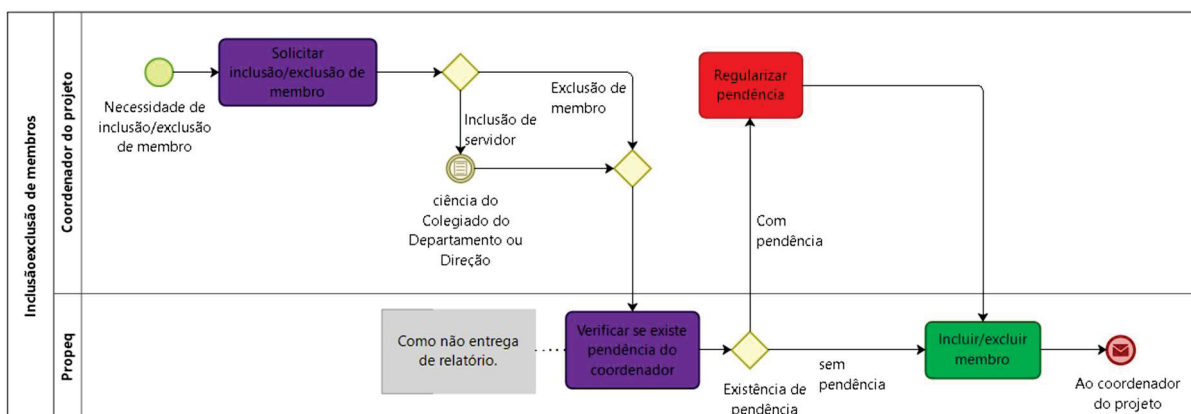 Inclusãoexclusão de membros
Coordenador do projeto
Solicitar
inclusão/exclusão de
membro
Necessidade de
inclusão/exclusão
de membro
Exclusão de
membro
Inclusão de
servidor
ciência do
Colegiado do
Departamento ou
Direção
Regularizar
pendência
Com
pendência
Propeq
Como não entrega
de relatório.
Verificar se existe
pendência do
coordenador
Existência de
pendência
sem
pendência
Incluir/excluir
membro
Ao coordenador
do projeto